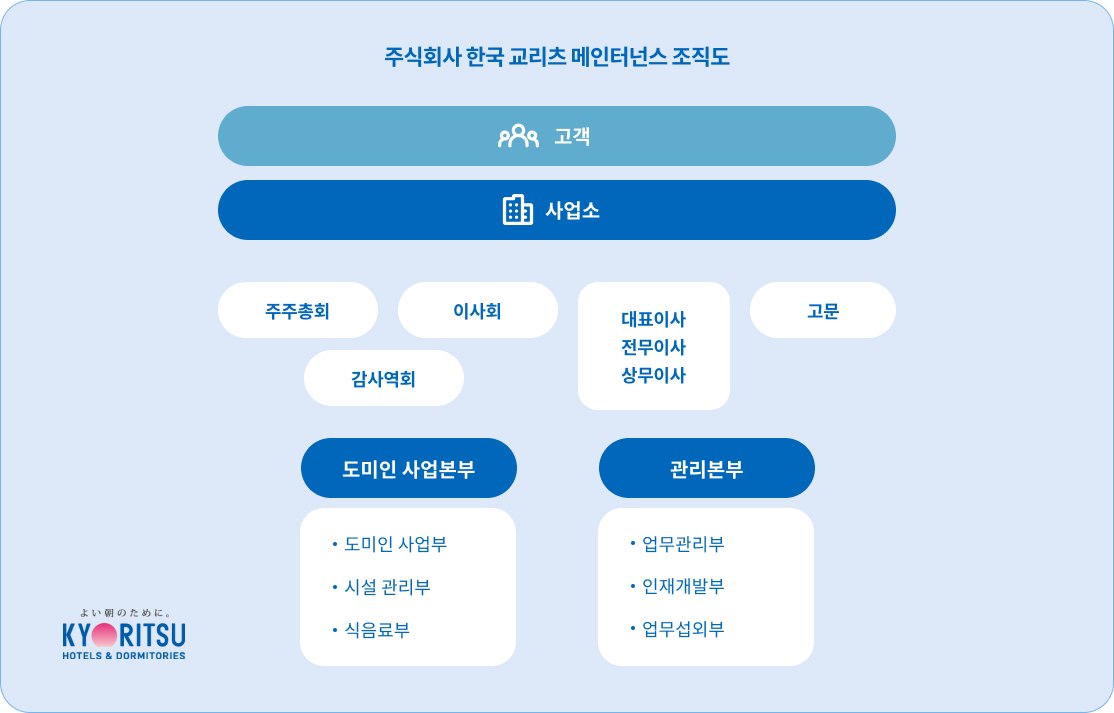 주식회사 한국 교리츠 메인터넌스 조직도
고객
사업소
주주총회
이사회
대표이사
전무이사
상무이사
고문
감사역회
도미인 사업본부
관리본부
• 도미인 사업부
• 시설 관리부
• 식음료부
• 업무관리부
• 인재개발부
• 업무섭외부
よい朝のために。
KYORITSU
HOTELS & DORMITORIES